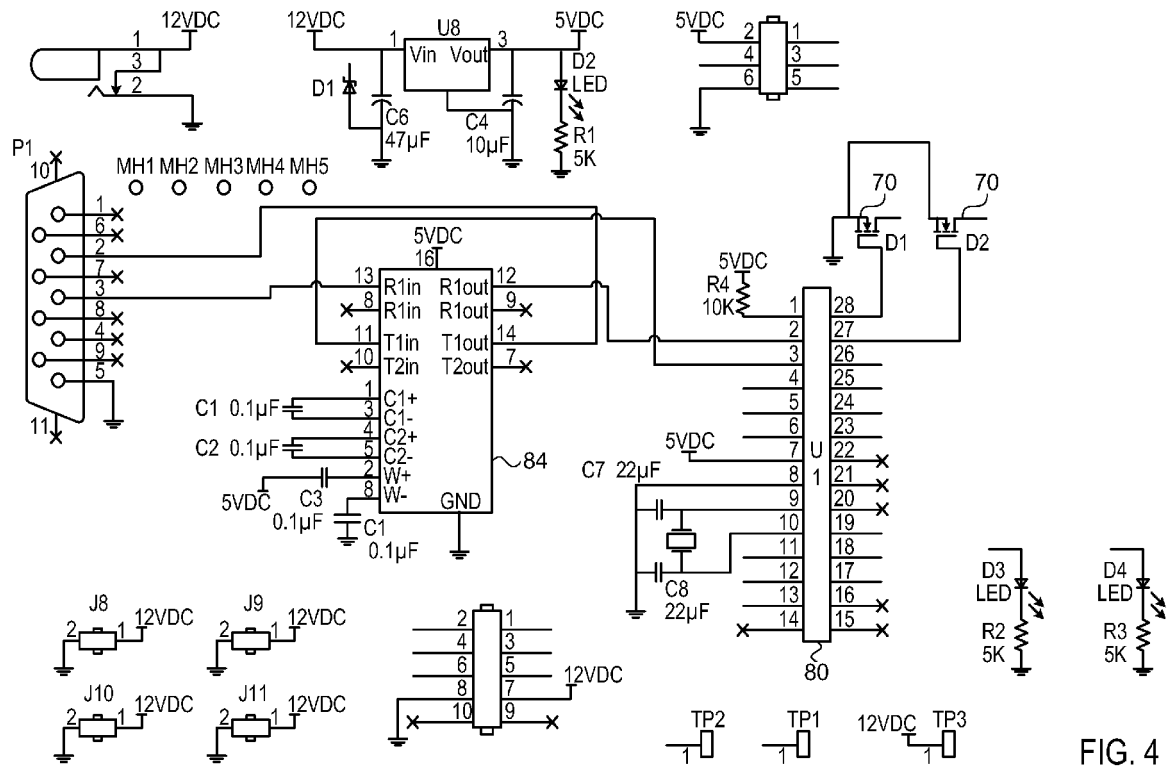 12VDC
1
3
2
12VDC
U8
5VDC
1
Vin
Vout
3
D1
C6
47µF
C4
10µF
D2
LED
R1
5K
5VDC
2
1
4
3
6
5
P1
10
1
6
2
7
3
8
4
9
5
11
MH1
MH2
MH3
MH4
MH5
5VDC
16
13
R1in
R1out
12
8
R1in
R1out
9
11
T1in
T1out
14
10
T2in
T2out
7
1
C1+
3
C1-
4
C2+
5
C2-
2
W+
8
W-
GND
84
C1 0.1µF
C2 0.1µF
5VDC
C3
0.1µF
C1
0.1µF
70
70
D1
D2
5VDC
R4
10K
1
28
2
27
3
26
4
25
5
24
6
23
5VDC
7
U
22
8
1
21
9
20
10
19
11
18
12
17
13
16
14
15
80
C7 22µF
C8
22µF
D3
LED
R2
5K
D4
LED
R3
5K
J8
2
1
12VDC
J9
2
1
12VDC
J10
2
1
12VDC
J11
2
1
12VDC
2
1
4
3
6
5
8
7
12VDC
10
9
TP2
1
TP1
1
12VDC
TP3
1
FIG. 4